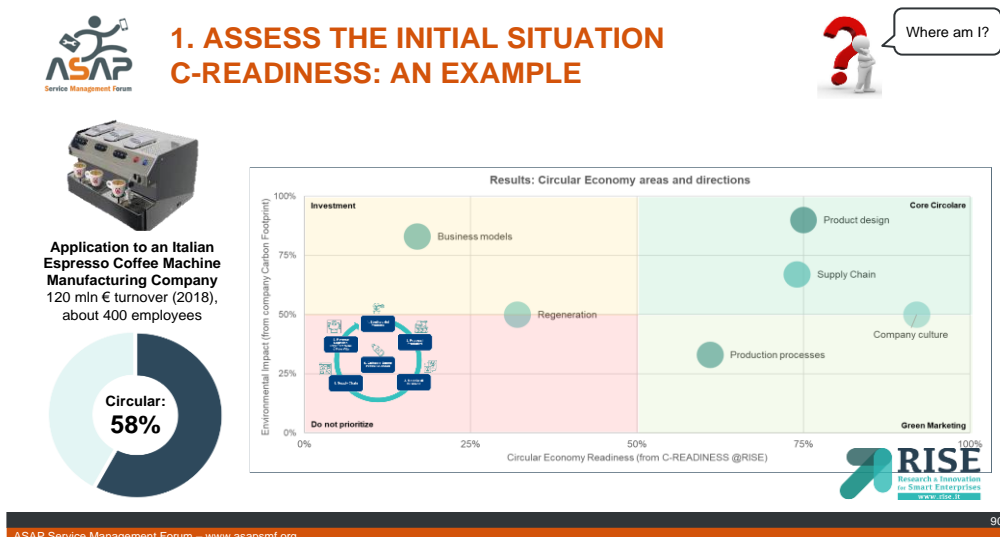 1. ASSESS THE INITIAL SITUATION
C-READINESS: AN EXAMPLE
Where am I?
ASAP
Service Management Forum
Application to an Italian
Espresso Coffee Machine
Manufacturing Company
120 mln € turnover (2018),
about 400 employees
Circular:
58%
Results: Circular Economy areas and directions
Environmental Impact (from company Carbon Footprint)
100%
75%
50%
25%
0%
Investment
Core Circolare
Business models
Product design
Supply Chain
Regeneration
Company culture
Production processes
Do not prioritize
Green Marketing
0%
25%
50%
75%
100%
Circular Economy Readiness (from C-READINESS @RISE)
RISE
Research & Innovation
for Smart Enterprises
www.rise.it
90
ASAP Service Management Forum – www.asapsmf.org